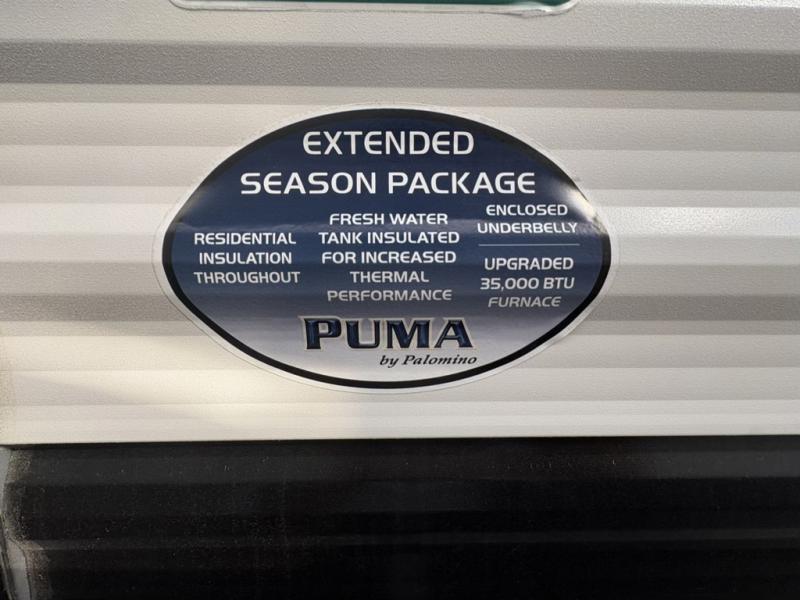 EXTENDED
SEASON PACKAGE
RESIDENTIAL
INSULATION
THROUGHOUT
FRESH WATER
TANK INSULATED
FOR INCREASED
THERMAL
PERFORMANCE
ENCLOSED
UNDERBELLY
UPGRADED
35,000 BTU
FURNACE
PUMA
by Palomino